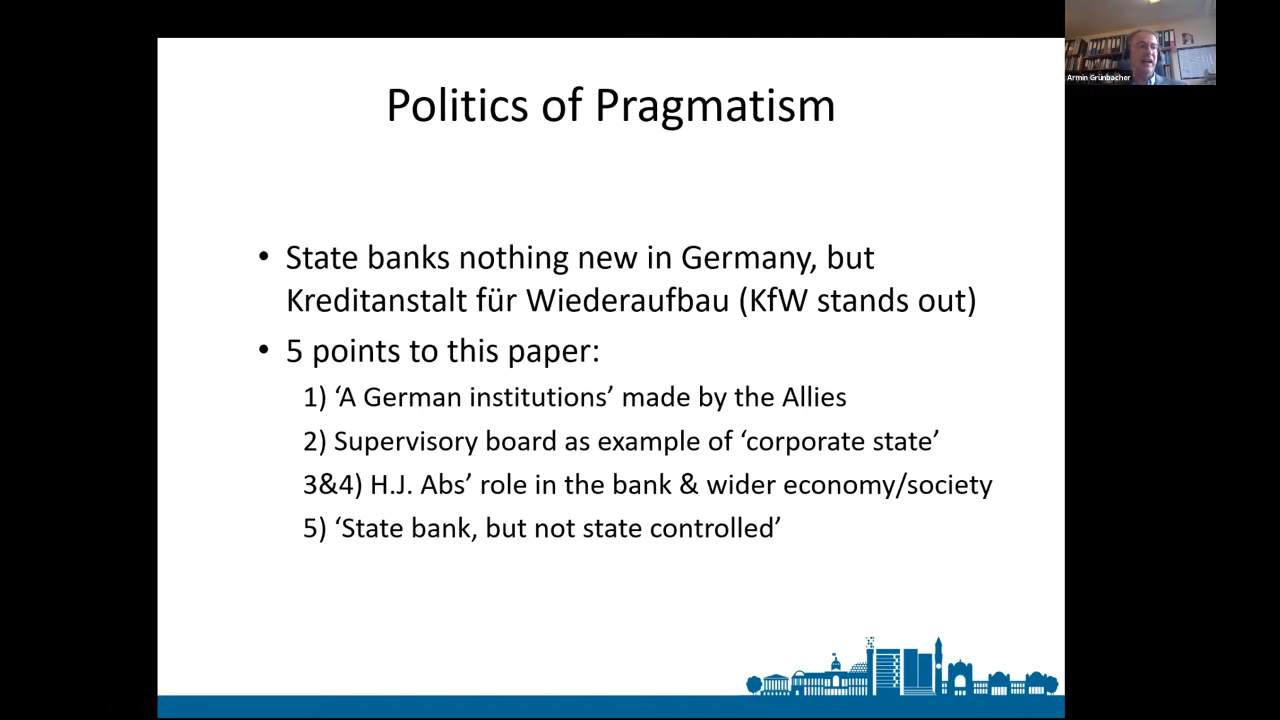 Armin Grünbacher
Politics of Pragmatism
• State banks nothing new in Germany, but
Kreditanstalt für Wiederaufbau (KfW stands out)
• 5 points to this paper:
1) ‘A German institutions’ made by the Allies
2) Supervisory board as example of ‘corporate state’
3&4) H.J. Abs’ role in the bank & wider economy/society
5) ‘State bank, but not state controlled’